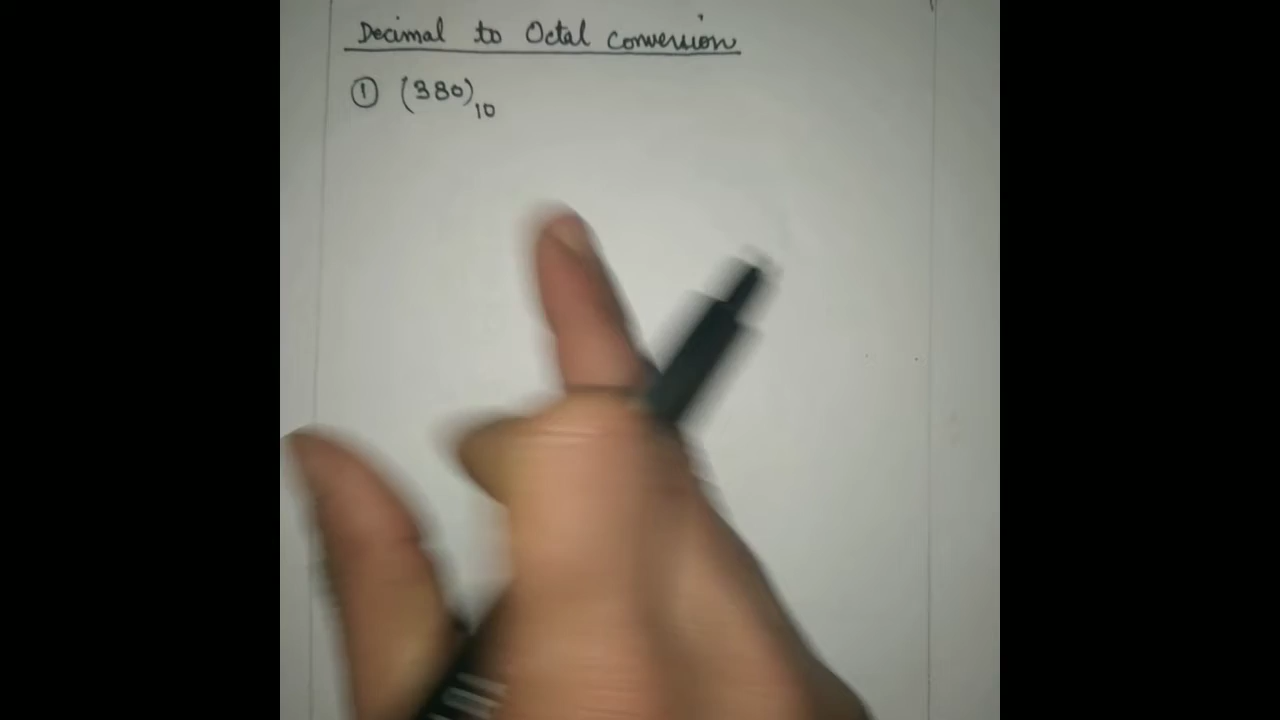 Decimal to Octal conversion
① (380)₁₀